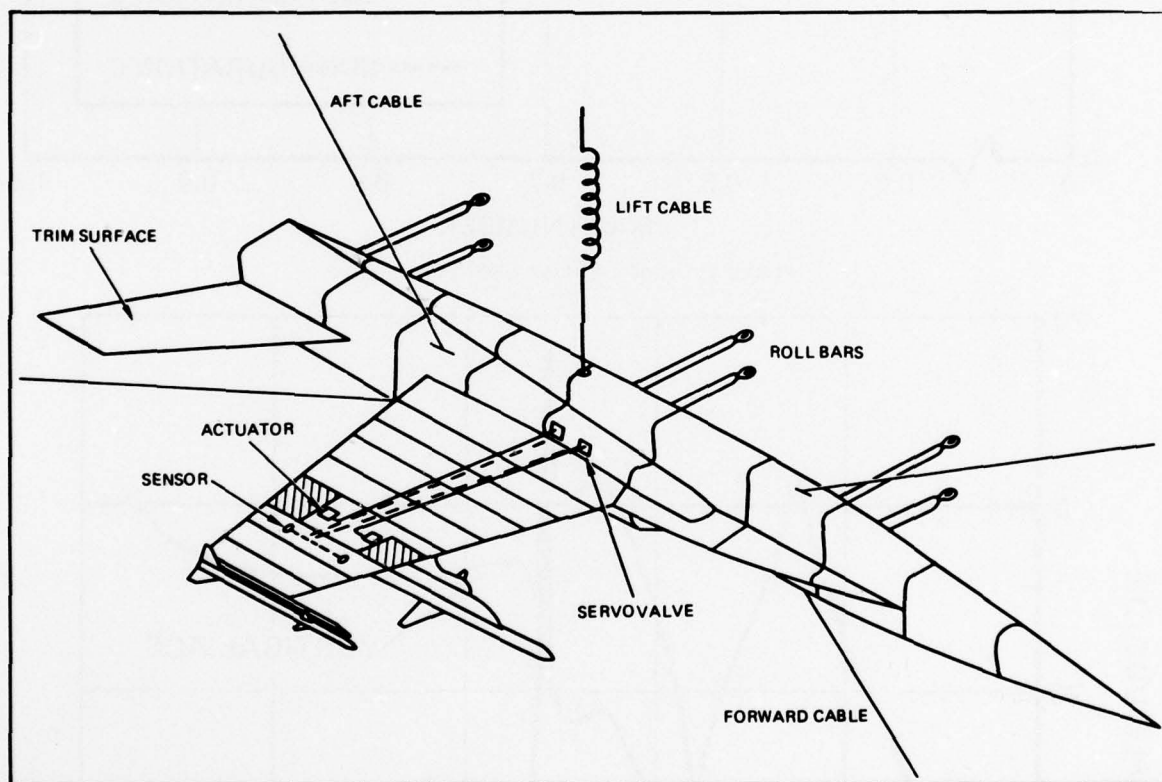 AFT CABLE
LIFT CABLE
TRIM SURFACE
ROLL BARS
ACTUATOR
SENSOR
SERVOVALVE
FORWARD CABLE